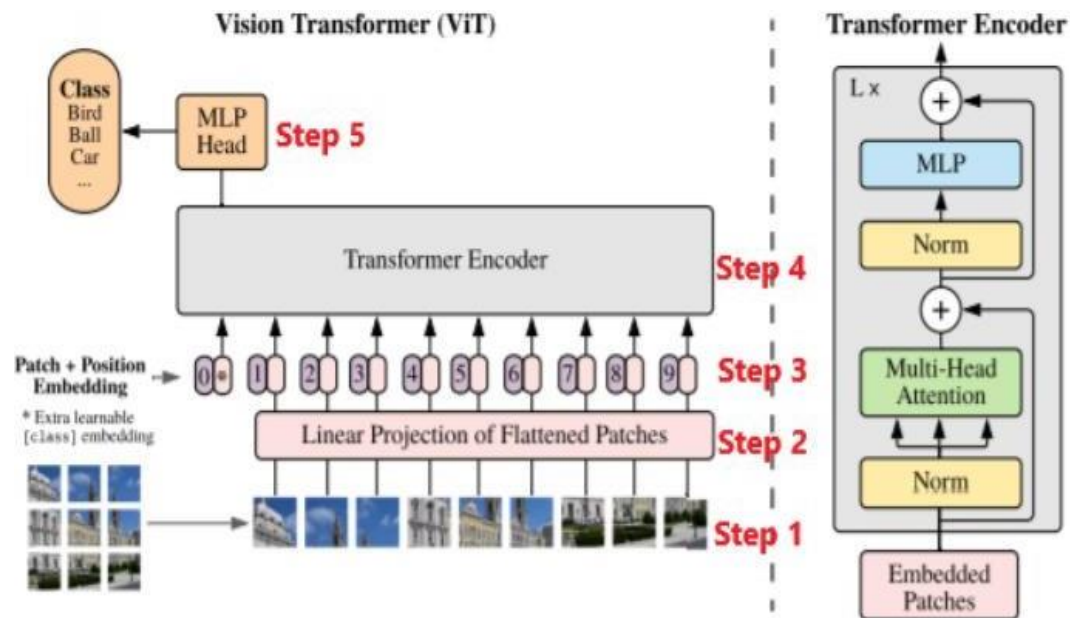 Vision Transformer (ViT)
Class
Bird
Ball
Car
...
MLP
Head
Step 5
Transformer Encoder
Step 4
Patch + Position
Embedding
0 * 1 2 3 4 5 6 7 8 9
Step 3
* Extra learnable
[class] embedding
Linear Projection of Flattened Patches
Step 2
Step 1
Transformer Encoder
L ×
+
MLP
Norm
+
Multi-Head
Attention
Norm
Embedded
Patches